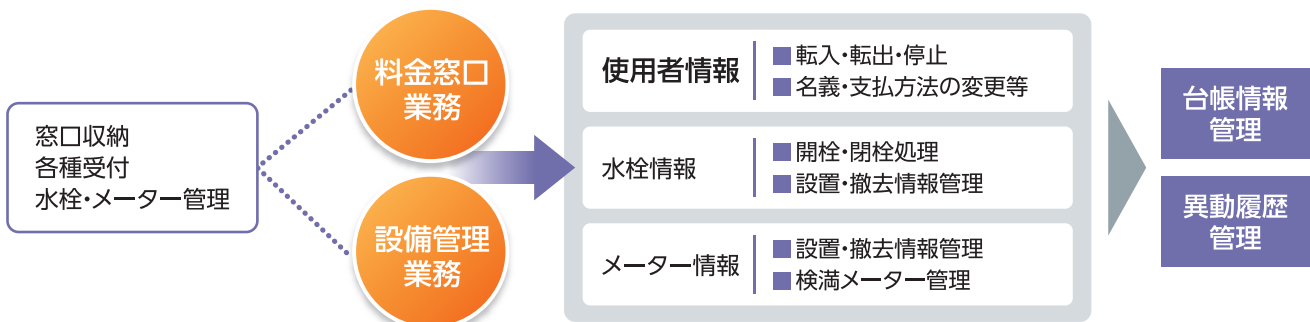 窓口収納
各種受付
水栓・メーター管理
料金窓口
業務
設備管理
業務
使用者情報
■転入・転出・停止
■名義・支払方法の変更等
水栓情報
■開栓・閉栓処理
■設置・撤去情報管理
メーター情報
■設置・撤去情報管理
■検満メーター管理
台帳情報
管理
異動履歴
管理